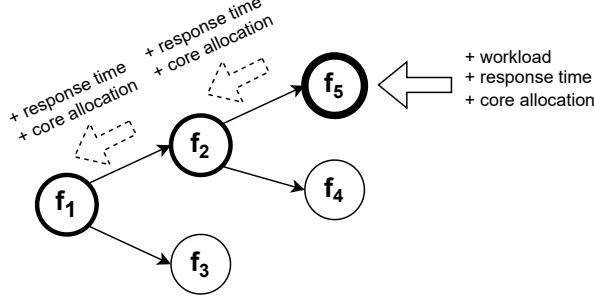 + response time
+ core allocation
+ response time
+ core allocation
f5
+ workload
+ response time
+ core allocation
f2
f4
f1
f3